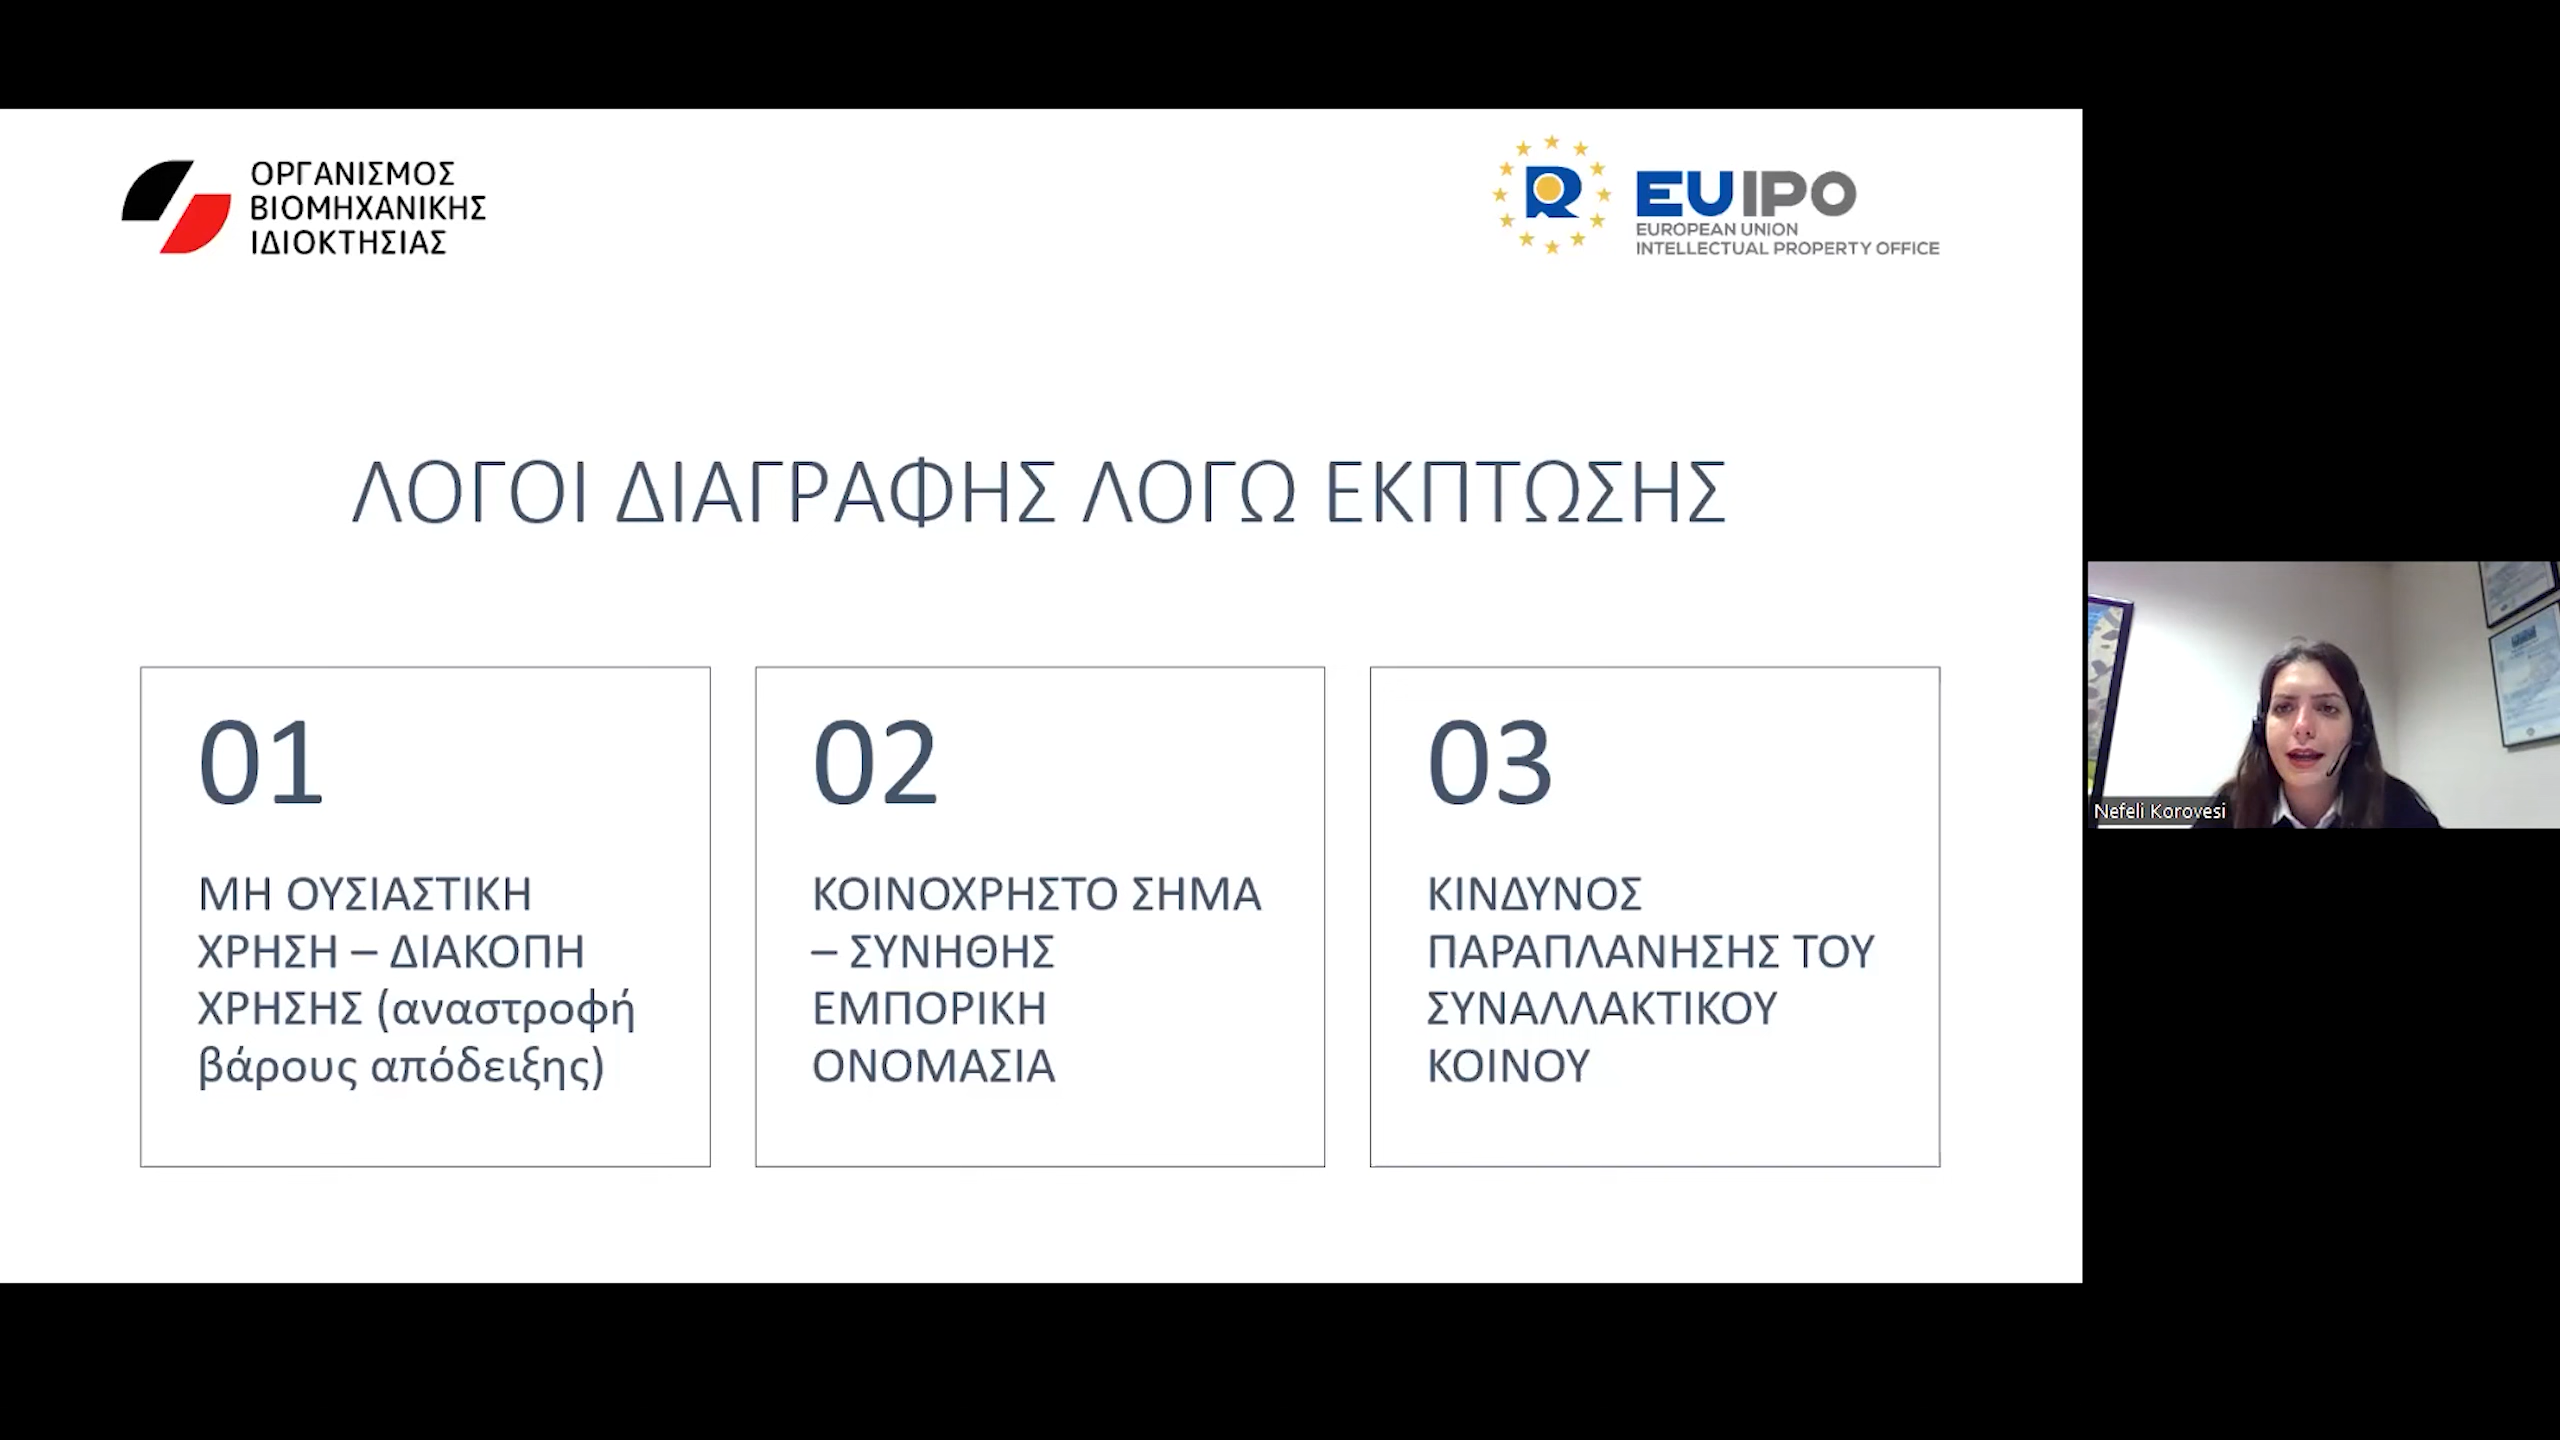 ΟΡΓΑΝΙΣΜΟΣ
ΒΙΟΜΗΧΑΝΙΚΗΣ
ΙΔΙΟΚΤΗΣΙΑΣ
R
EUIPO
EUROPEAN UNION
INTELLECTUAL PROPERTY OFFICE
ΛΟΓΟΙ ΔΙΑΓΡΑΦΗΣ ΛΟΓΩ ΕΚΠΤΩΣΗΣ
01
ΜΗ ΟΥΣΙΑΣΤΙΚΗ
ΧΡΗΣΗ – ΔΙΑΚΟΠΗ
ΧΡΗΣΗΣ (αναστροφή
βάρους απόδειξης)
02
ΚΟΙΝΟΧΡΗΣΤΟ ΣΗΜΑ
– ΣΥΝΗΘΗΣ
ΕΜΠΟΡΙΚΗ
ΟΝΟΜΑΣΙΑ
03
ΚΙΝΔΥΝΟΣ
ΠΑΡΑΠΛΑΝΗΣΗΣ ΤΟΥ
ΣΥΝΑΛΛΑΚΤΙΚΟΥ
ΚΟΙΝΟΥ
Nefeli Korovesi